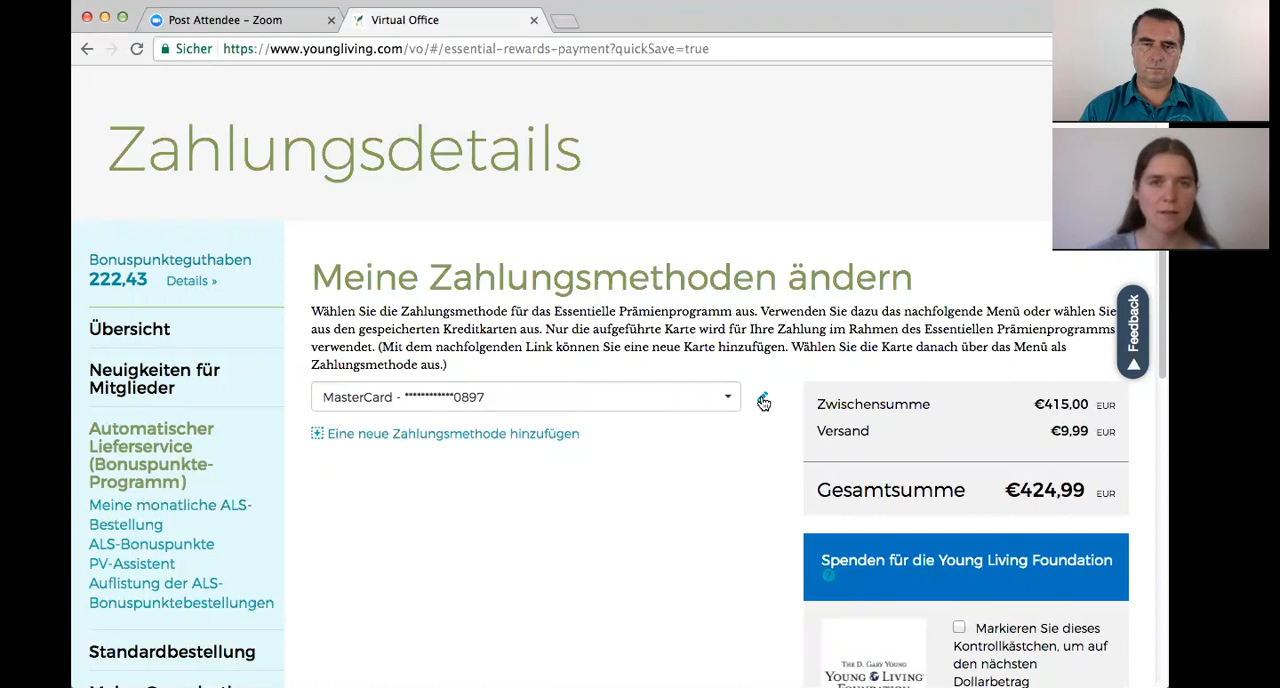 Post Attendee – Zoom
Virtual Office
Sicher https://www.youngliving.com/vo/#/essential-rewards-payment?quickSave=true
Zahlungsdetails
Bonuspunkteguthaben
222,43 Details »
Übersicht
Neuigkeiten für
Mitglieder
Automatischer
Lieferservice
(Bonuspunkte-
Programm)
Meine monatliche ALS-
Bestellung
ALS-Bonuspunkte
PV-Assistent
Auflistung der ALS-
Bonuspunktebestellungen
Standardbestellung
Meine Zahlungsmethoden ändern
Wählen Sie die Zahlungsmethode für das Essentielle Prämienprogramm aus. Verwenden Sie dazu das nachfolgende Menü oder wählen Sie
aus den gespeicherten Kreditkarten aus. Nur die aufgeführte Karte wird für Ihre Zahlung im Rahmen des Essentiellen Prämienprogramms
verwendet. (Mit dem nachfolgenden Link können Sie eine neue Karte hinzufügen. Wählen Sie die Karte danach über das Menü als
Zahlungsmethode aus.)
MasterCard - ************0897
Eine neue Zahlungsmethode hinzufügen
Feedback
Zwischensumme €415,00 EUR
Versand €9,99 EUR
Gesamtsumme €424,99 EUR
Spenden für die Young Living Foundation
?
THE D. GARY YOUNG
YOUNG LIVING
FOUNDATION
Markieren Sie dieses
Kontrollkästchen, um auf
den nächsten
Dollarbetrag